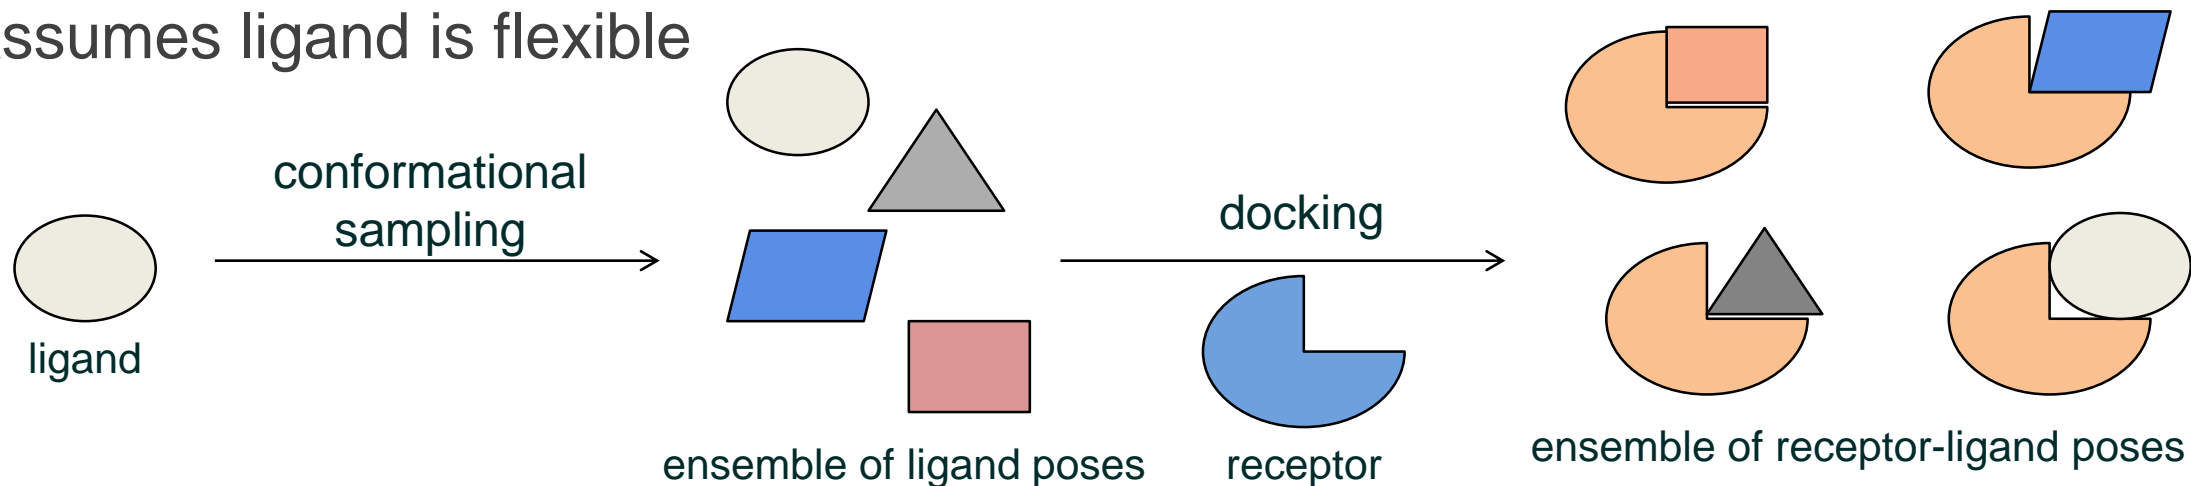 ssumes ligand is flexible
conformational
sampling
docking
ligand
ensemble of ligand poses
receptor
ensemble of receptor-ligand poses